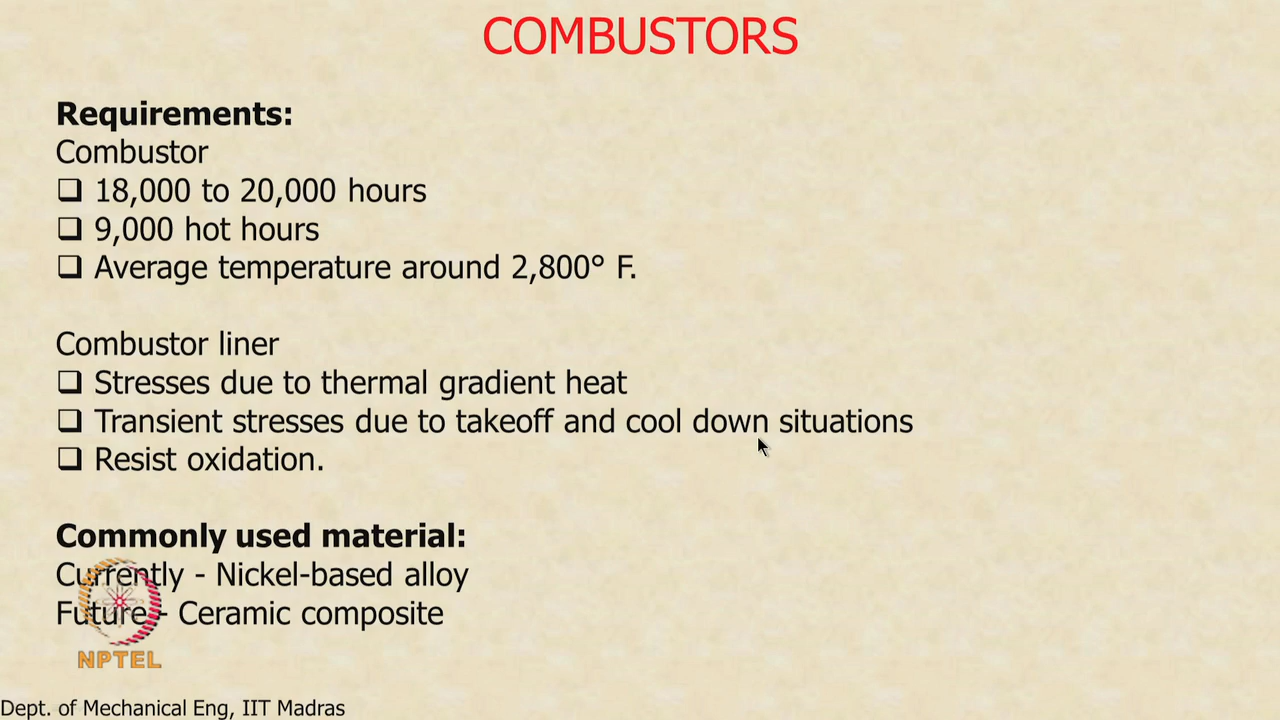 COMBUSTORS
Requirements:
Combustor
❑ 18,000 to 20,000 hours
❑ 9,000 hot hours
❑ Average temperature around 2,800° F.
Combustor liner
❑ Stresses due to thermal gradient heat
❑ Transient stresses due to takeoff and cool down situations
❑ Resist oxidation.
Commonly used material:
Currently - Nickel-based alloy
Future - Ceramic composite
NPTEL
Dept. of Mechanical Eng, IIT Madras